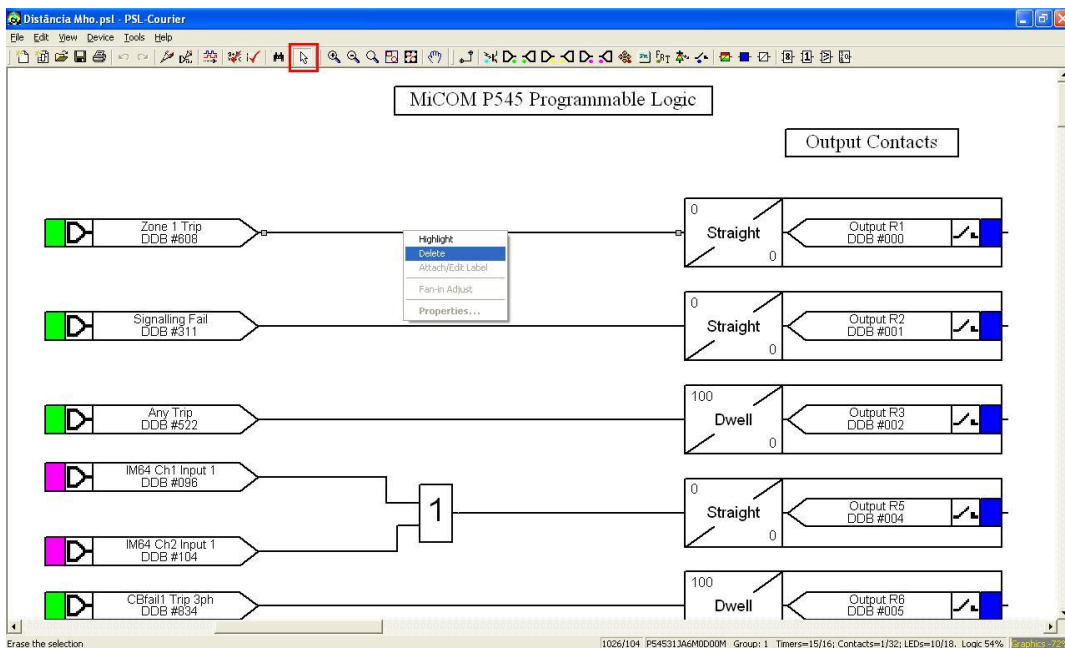 Distância Mho.psl - PSL-Courier
File Edit View Device Tools Help
MiCOM P545 Programmable Logic
Output Contacts
Zone 1 Trip
DDB #608
0
Straight
0
Output R1
DDB #000
Highlight
Delete
Attach/Edit Label
Fan-in Adjust
Properties...
Signalling Fail
DDB #311
0
Straight
0
Output R2
DDB #001
Any Trip
DDB #522
100
Dwell
0
Output R3
DDB #002
IM64 Ch1 Input 1
DDB #096
1
IM64 Ch2 Input 1
DDB #104
0
Straight
0
Output R5
DDB #004
CBfail1 Trip 3ph
DDB #834
100
Dwell
Output R6
DDB #005
Erase the selection
1026/104 P54531JA6M0D00M Group: 1 Timers=15/16; Contacts=1/32; LEDs=10/18. Logic 54%